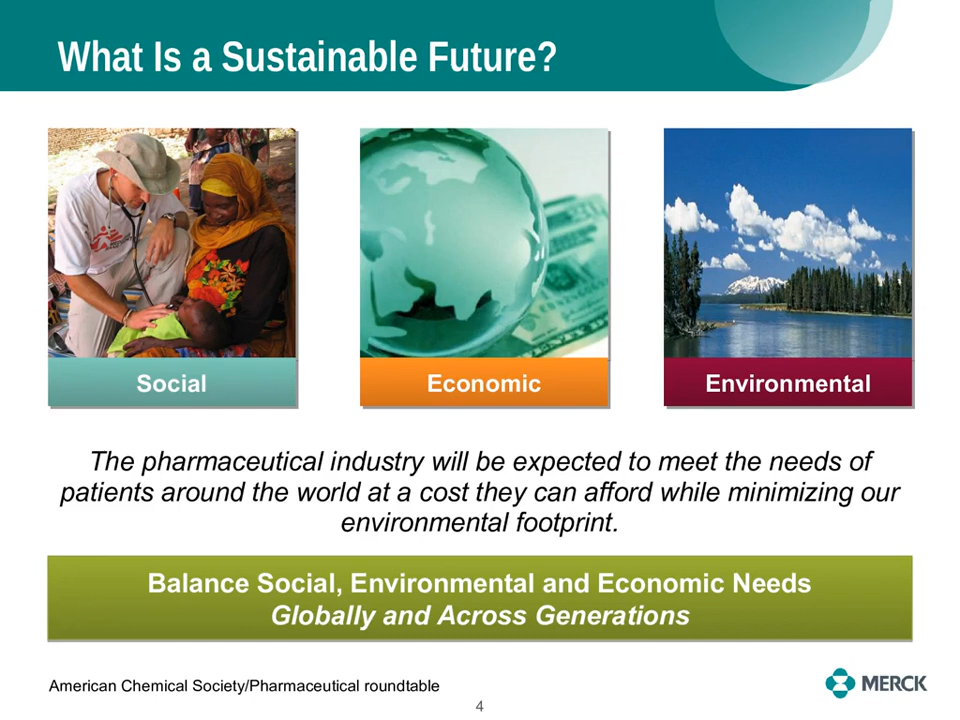 What Is a Sustainable Future?
Social
Economic
Environmental
The pharmaceutical industry will be expected to meet the needs of
patients around the world at a cost they can afford while minimizing our
environmental footprint.
Balance Social, Environmental and Economic Needs
Globally and Across Generations
American Chemical Society/Pharmaceutical roundtable
MERCK
4